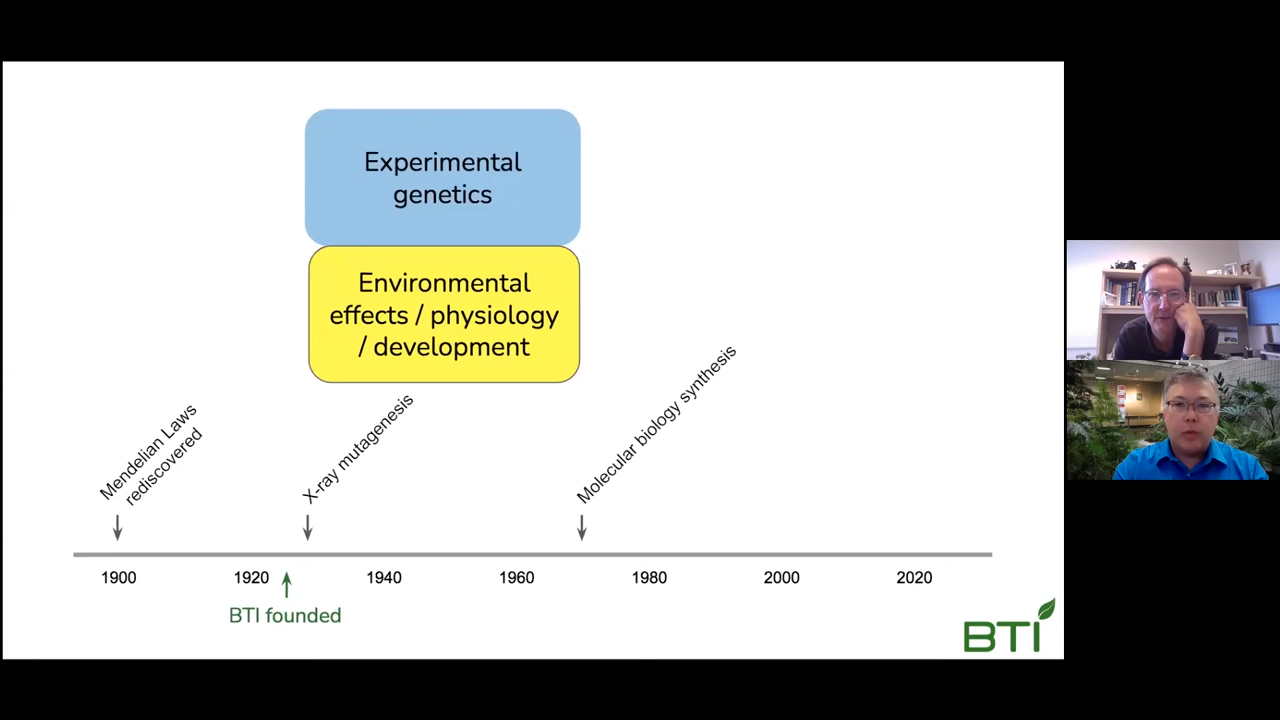 Experimental
genetics
Environmental
effects / physiology
/ development
Mendelian Laws
rediscovered
X-ray mutagenesis
Molecular biology synthesis
1900
1920
1940
1960
1980
2000
2020
BTI founded
BTI